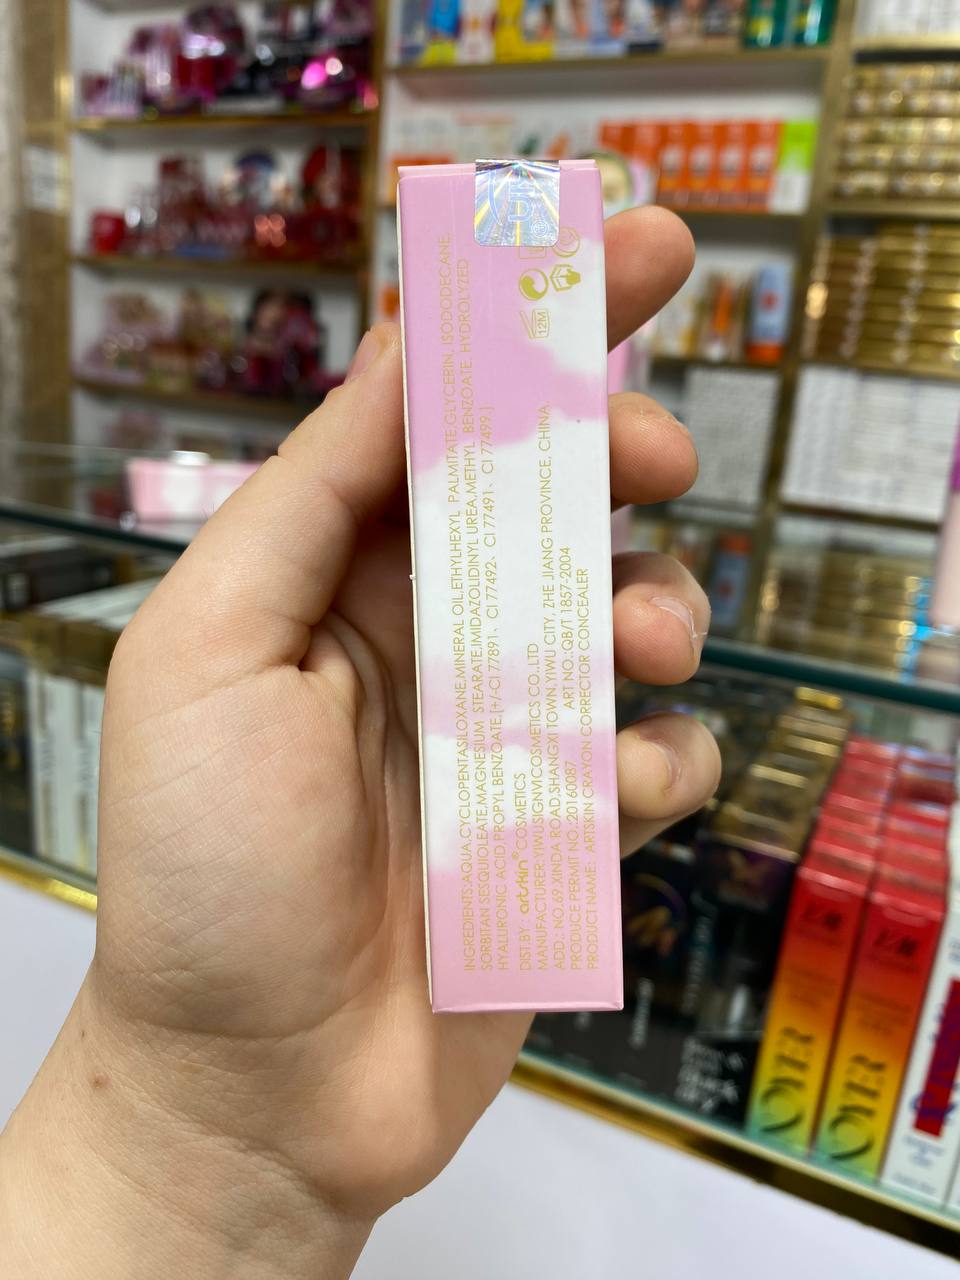 INGREDIENTS:AQUA,CYCLOPENTASILOXANE,MINERAL OIL,ETHYLHEXYL PALMITATE,GLYCERIN, ISODODECANE,
SORBITAN SESQUIOLEATE,MAGNESIUM STEARATE,IMIDAZOLIDINYL UREA,METHYL BENZOATE, HYDROLYZED
HYALURONIC ACID,PROPYL BENZOATE,[+/-CI 77891、CI 77492、CI 77491、CI 77499.]
DIST.BY: artskin® COSMETICS
MANUFACTURER:YIWUSIGNVICOSMETICS CO.,LTD
ADD.: NO.69,XINDA ROAD,SHANGXI TOWN,YIWU CITY, ZHE JIANG PROVINCE, CHINA.
PRODUCE PERMIT NO.:20160087 ART NO.:QB/T 1857-2004
PRODUCT NAME: ARTSKIN CRAYON CORRECTOR CONCEALER
12M
OVER
OVER